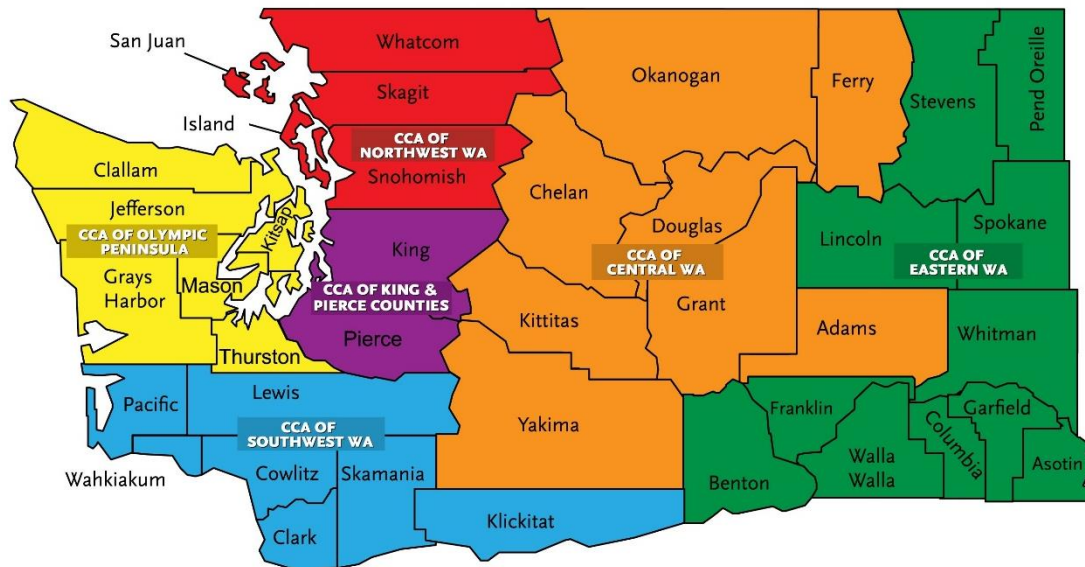 San Juan
Whatcom
Okanogan
Ferry
Stevens
Pend Oreille
Skagit
Island
CCA OF
NORTHWEST WA
Snohomish
Clallam
Chelan
Jefferson
Kitsap
Douglas
Lincoln
Spokane
CCA OF OLYMPIC
PENINSULA
King
CCA OF
CENTRAL WA
CCA OF
EASTERN WA
Grays
Harbor
Mason
CCA OF KING &
PIERCE COUNTIES
Grant
Kittitas
Adams
Whitman
Pierce
Thurston
Pacific
Lewis
Yakima
Franklin
Garfield
Columbia
CCA OF
SOUTHWEST WA
Walla
Walla
Asotin
Wahkiakum
Cowlitz
Skamania
Benton
Klickitat
Clark